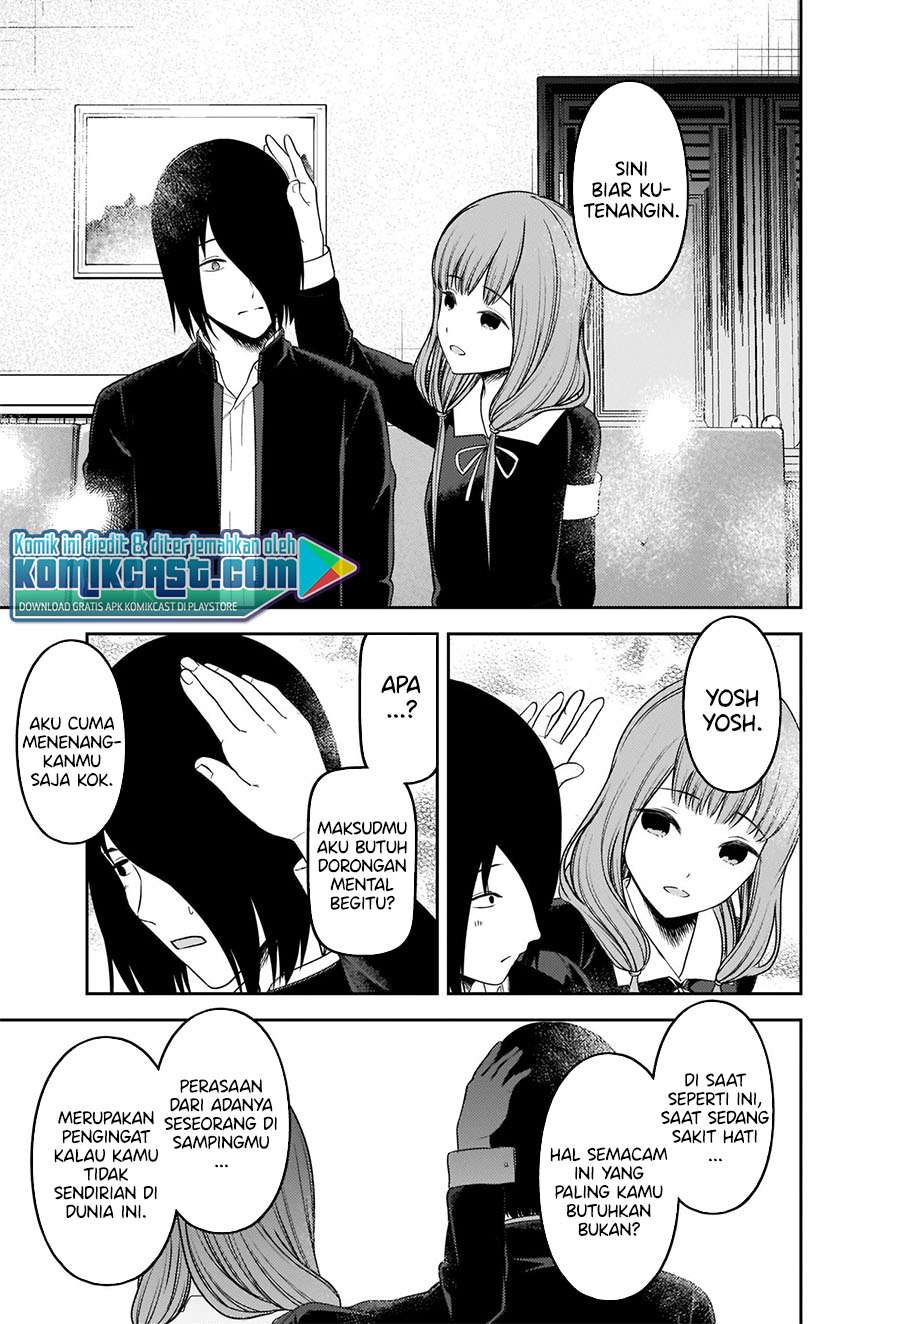 SINI
BIAR KU-
TENANGIN.
Komik ini diedit & diterjemahkan oleh
KOMIKCAST.COM
DOWNLOAD GRATIS APK KOMIKCAST DI PLAYSTORE
YOSH
YOSH.
APA
...?
MAKSUDMU
AKU BUTUH
DORONGAN
MENTAL
BEGITU?
AKU CUMA
MENENANG-
KANMU
SAJA KOK.
DI SAAT
SEPERTI INI,
SAAT SEDANG
SAKIT HATI
...
HAL SEMACAM
INI YANG
PALING KAMU
BUTUHKAN
BUKAN?
PERASAAN
DARI ADANYA
SESEORANG DI
SAMPINGMU
...
MERUPAKAN
PENGINGAT
KALAU KAMU
TIDAK
SENDIRIAN DI
DUNIA INI.